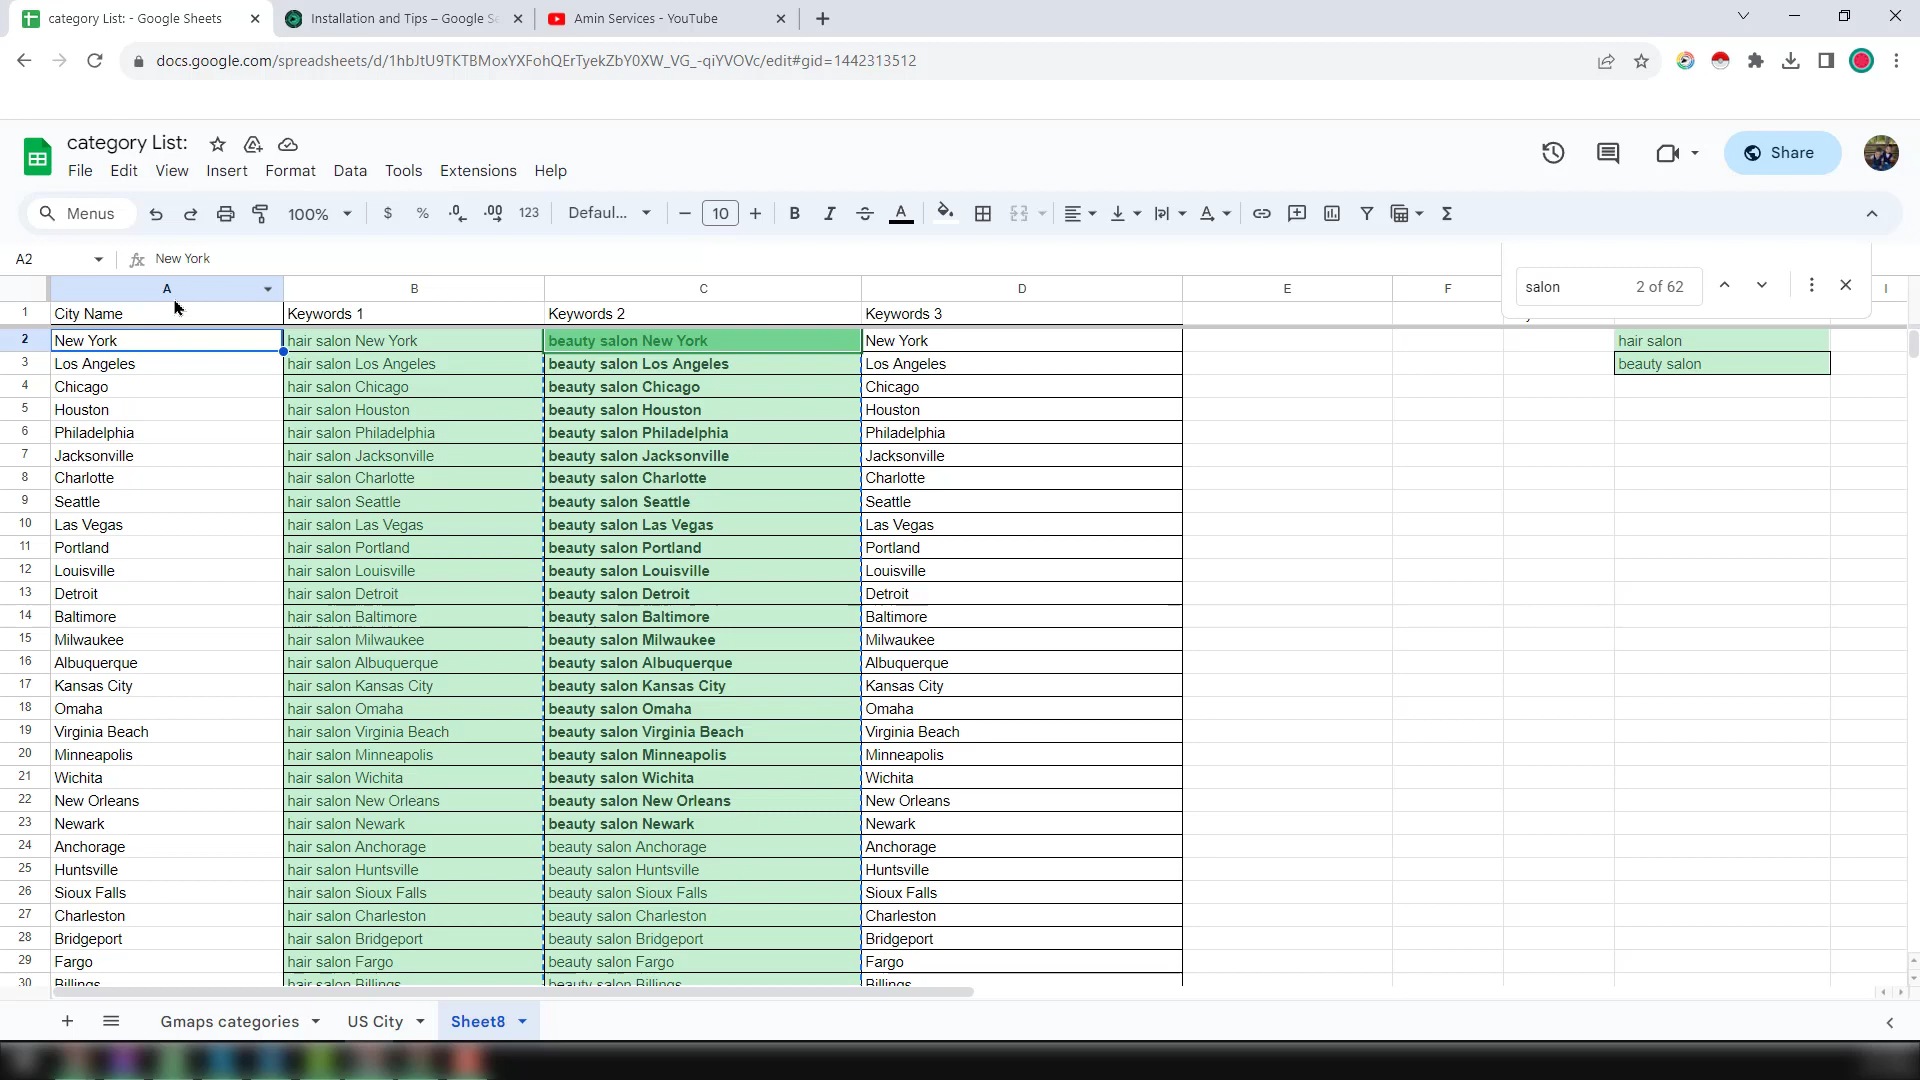 category List: - Google Sheets
Installation and Tips – Google Se
Amin Services - YouTube
docs.google.com/spreadsheets/d/1hbJtU9TKTBMoxYXFohQErTyekZbY0XW_VG_-qiYVOVc/edit#gid=1442313512
category List:
File Edit View Insert Format Data Tools Extensions Help
Share
Menus 100% $ % .0 .00 123 Defaul... 10 B I A
A2 fx New York
salon 2 of 62
A B C D E F I
1 City Name Keywords 1 Keywords 2 Keywords 3
2 New York hair salon New York beauty salon New York New York hair salon
3 Los Angeles hair salon Los Angeles beauty salon Los Angeles Los Angeles beauty salon
4 Chicago hair salon Chicago beauty salon Chicago Chicago
5 Houston hair salon Houston beauty salon Houston Houston
6 Philadelphia hair salon Philadelphia beauty salon Philadelphia Philadelphia
7 Jacksonville hair salon Jacksonville beauty salon Jacksonville Jacksonville
8 Charlotte hair salon Charlotte beauty salon Charlotte Charlotte
9 Seattle hair salon Seattle beauty salon Seattle Seattle
10 Las Vegas hair salon Las Vegas beauty salon Las Vegas Las Vegas
11 Portland hair salon Portland beauty salon Portland Portland
12 Louisville hair salon Louisville beauty salon Louisville Louisville
13 Detroit hair salon Detroit beauty salon Detroit Detroit
14 Baltimore hair salon Baltimore beauty salon Baltimore Baltimore
15 Milwaukee hair salon Milwaukee beauty salon Milwaukee Milwaukee
16 Albuquerque hair salon Albuquerque beauty salon Albuquerque Albuquerque
17 Kansas City hair salon Kansas City beauty salon Kansas City Kansas City
18 Omaha hair salon Omaha beauty salon Omaha Omaha
19 Virginia Beach hair salon Virginia Beach beauty salon Virginia Beach Virginia Beach
20 Minneapolis hair salon Minneapolis beauty salon Minneapolis Minneapolis
21 Wichita hair salon Wichita beauty salon Wichita Wichita
22 New Orleans hair salon New Orleans beauty salon New Orleans New Orleans
23 Newark hair salon Newark beauty salon Newark Newark
24 Anchorage hair salon Anchorage beauty salon Anchorage Anchorage
25 Huntsville hair salon Huntsville beauty salon Huntsville Huntsville
26 Sioux Falls hair salon Sioux Falls beauty salon Sioux Falls Sioux Falls
27 Charleston hair salon Charleston beauty salon Charleston Charleston
28 Bridgeport hair salon Bridgeport beauty salon Bridgeport Bridgeport
29 Fargo hair salon Fargo beauty salon Fargo Fargo
30 Billings hair salon Billings beauty salon Billings Billings
Gmaps categories US City Sheet8